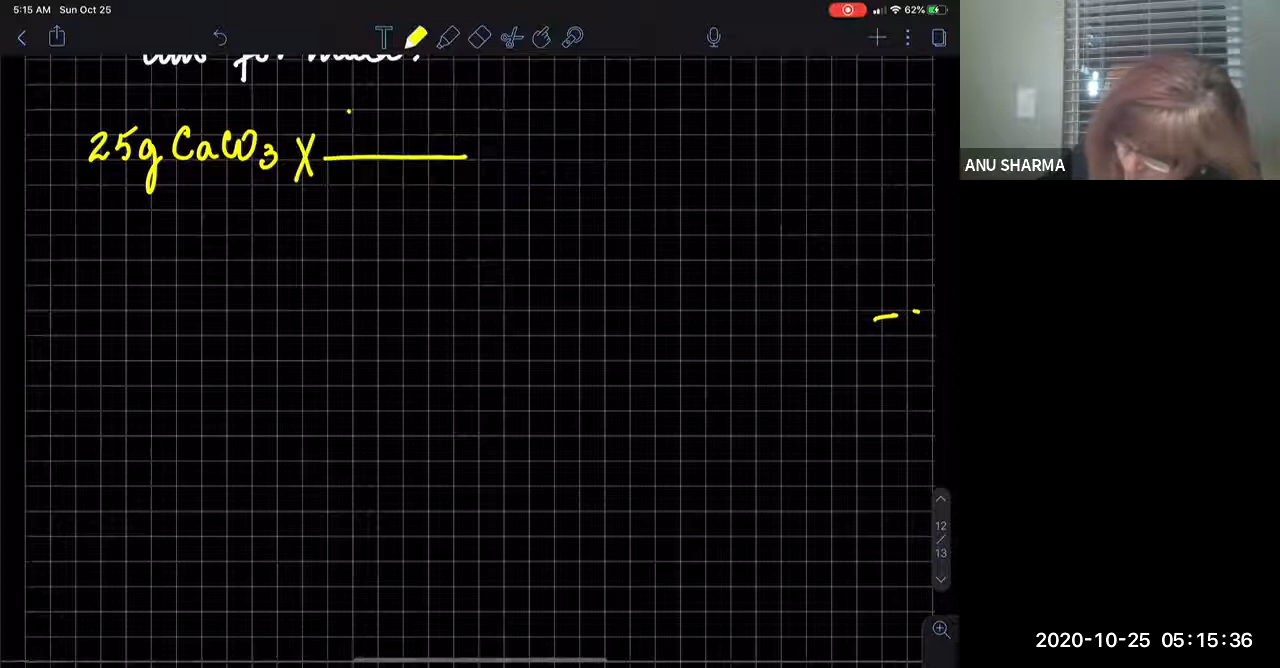 5:15 AM Sun Oct 25
62%
ANU SHARMA
25g CaCO3 X
12
13
2020-10-25 05:15:36